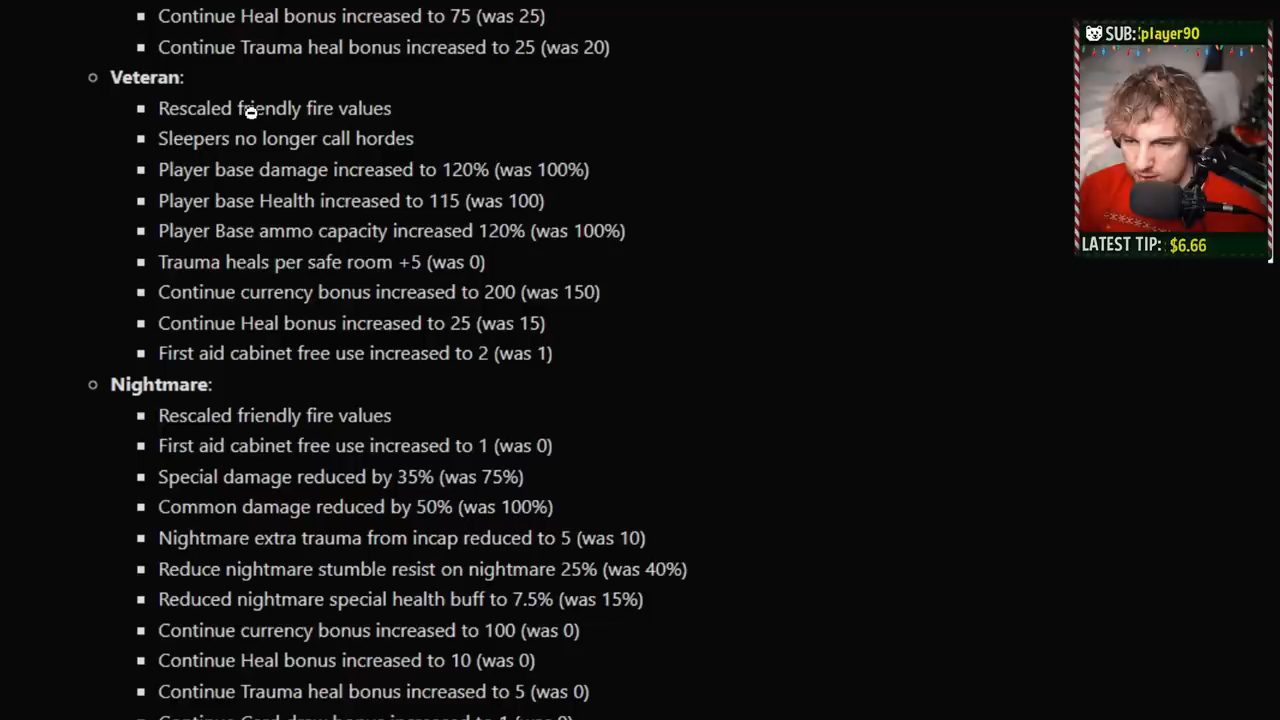 Continue Heal bonus increased to 75 (was 25)
Continue Trauma heal bonus increased to 25 (was 20)
Veteran:
Rescaled friendly fire values
Sleepers no longer call hordes
Player base damage increased to 120% (was 100%)
Player base Health increased to 115 (was 100)
Player Base ammo capacity increased 120% (was 100%)
Trauma heals per safe room +5 (was 0)
Continue currency bonus increased to 200 (was 150)
Continue Heal bonus increased to 25 (was 15)
First aid cabinet free use increased to 2 (was 1)
Nightmare:
Rescaled friendly fire values
First aid cabinet free use increased to 1 (was 0)
Special damage reduced by 35% (was 75%)
Common damage reduced by 50% (was 100%)
Nightmare extra trauma from incap reduced to 5 (was 10)
Reduce nightmare stumble resist on nightmare 25% (was 40%)
Reduced nightmare special health buff to 7.5% (was 15%)
Continue currency bonus increased to 100 (was 0)
Continue Heal bonus increased to 10 (was 0)
Continue Trauma heal bonus increased to 5 (was 0)
Continue Card draw bonus increased to 1 (was 0)
SUB: player90
LATEST TIP: $6.66